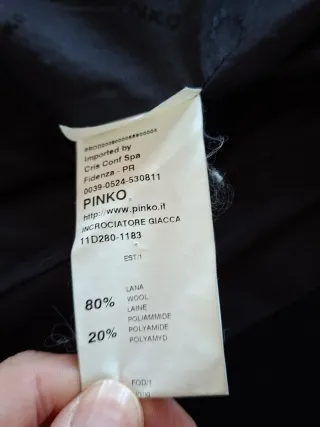 PINKO
Imported by
Cris Conf Spa
Fidenza - PR
0039-0524-530811
PINKO
http://www.pinko.it
INCROCIATORE GIACCA
11D280-1183
EST/1
LANA
80% WOOL
LAINE
POLIAMMIDE
20% POLYAMIDE
POLYAMYD
FOD/1